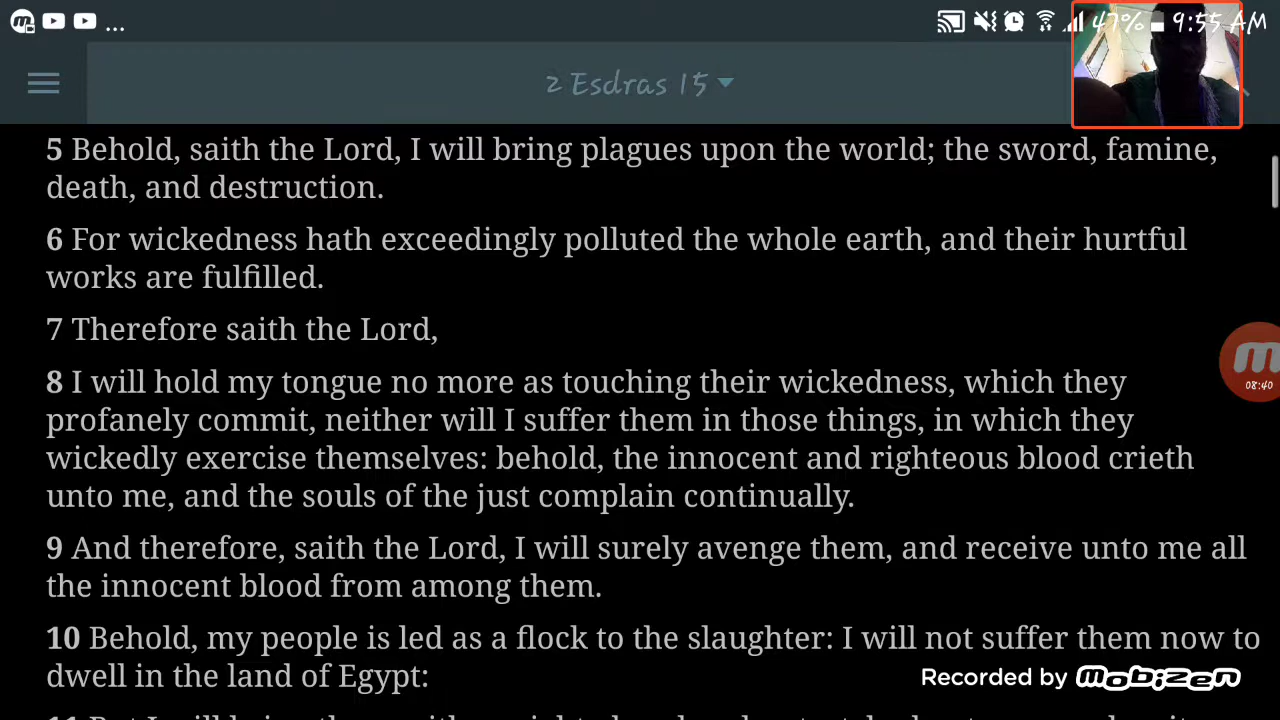 ... 47% 9:55 AM
2 Esdras 15
5 Behold, saith the Lord, I will bring plagues upon the world; the sword, famine,
death, and destruction.
6 For wickedness hath exceedingly polluted the whole earth, and their hurtful
works are fulfilled.
7 Therefore saith the Lord,
8 I will hold my tongue no more as touching their wickedness, which they
profanely commit, neither will I suffer them in those things, in which they
wickedly exercise themselves: behold, the innocent and righteous blood crieth
unto me, and the souls of the just complain continually.
08:40
9 And therefore, saith the Lord, I will surely avenge them, and receive unto me all
the innocent blood from among them.
10 Behold, my people is led as a flock to the slaughter: I will not suffer them now to
dwell in the land of Egypt:
Recorded by mobizen